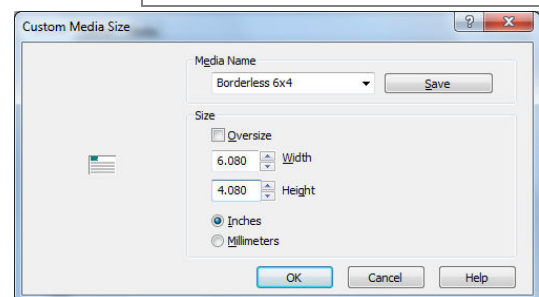 Custom Media Size
Media Name
Borderless 6x4
Save
Size
Oversize
6.080 Width
4.080 Height
Inches
Millimeters
OK Cancel Help